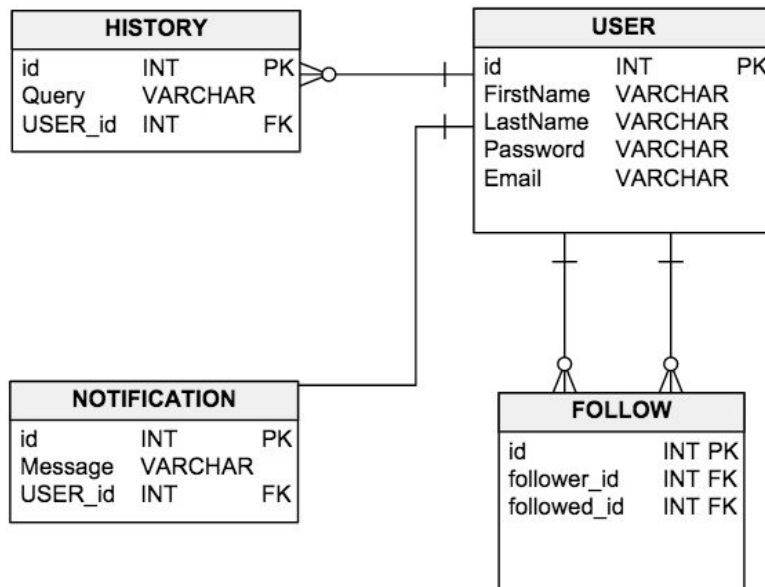 HISTORY
id INT PK
Query VARCHAR
USER_id INT FK
USER
id INT PK
FirstName VARCHAR
LastName VARCHAR
Password VARCHAR
Email VARCHAR
NOTIFICATION
id INT PK
Message VARCHAR
USER_id INT FK
FOLLOW
id INT PK
follower_id INT FK
followed_id INT FK